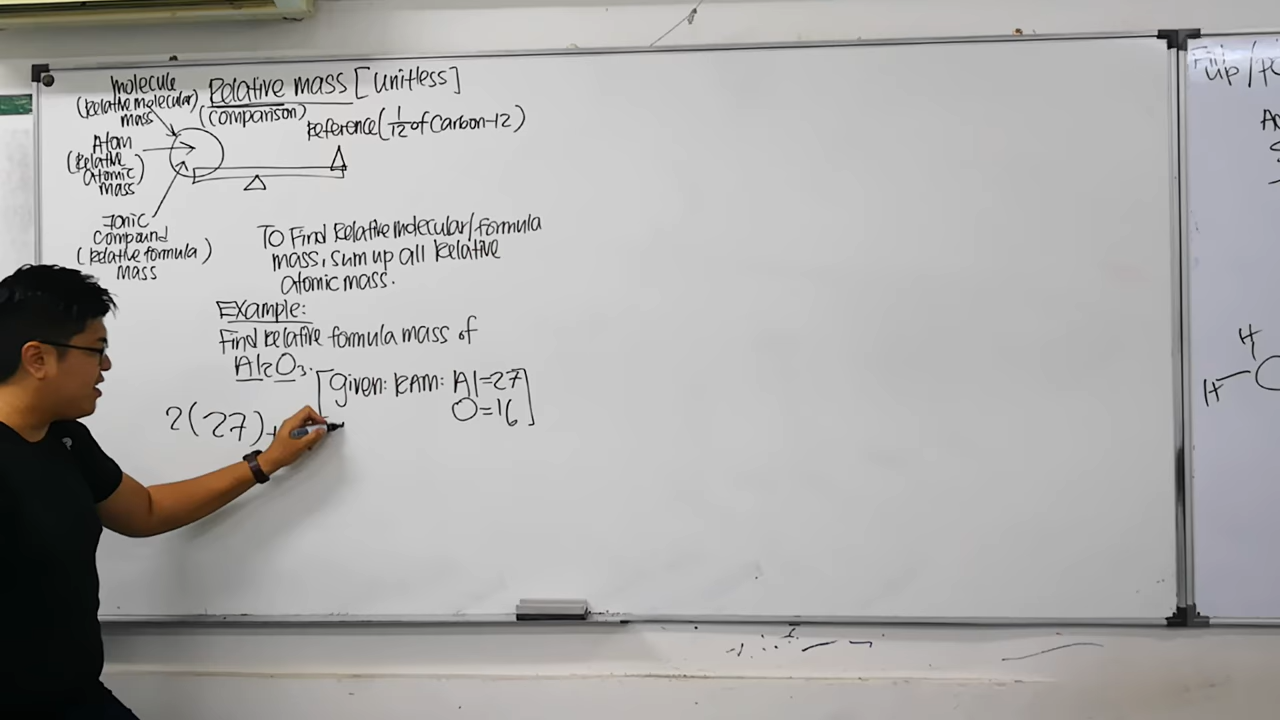 Relative mass [unitless]
(comparison)
Reference (1/12 of Carbon-12)
molecule
(Relative molecular)
mass
Atom
(Relative
atomic)
mass
Ionic
compound
(Relative formula)
mass
To Find Relative molecular/formula
mass, sum up all Relative
atomic mass.
Example:
Find Relative formula mass of
Al2O3.
[Given: RAM: Al=27
O=16]
2(27)+
up/
H
H